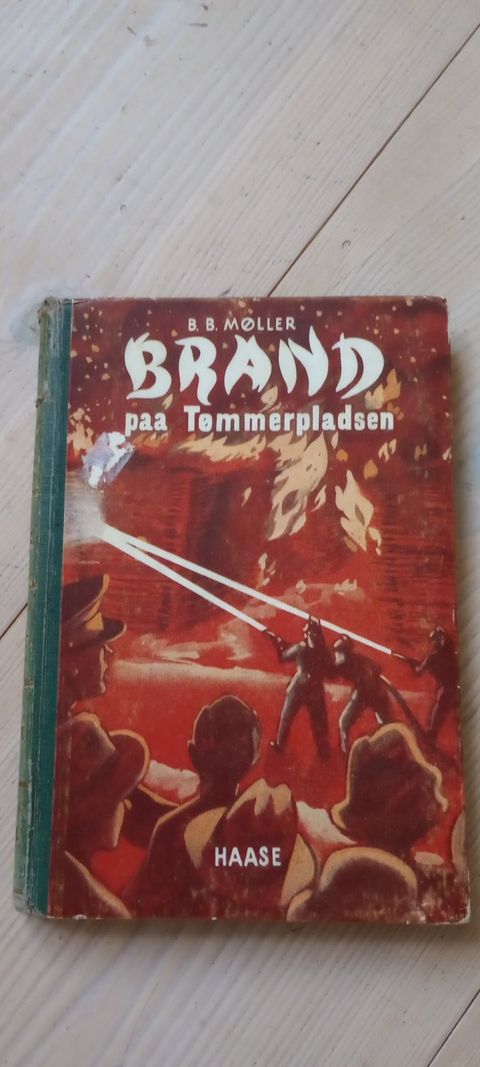 B. B. MØLLER
BRAND
paa Tømmerpladsen
HAASE